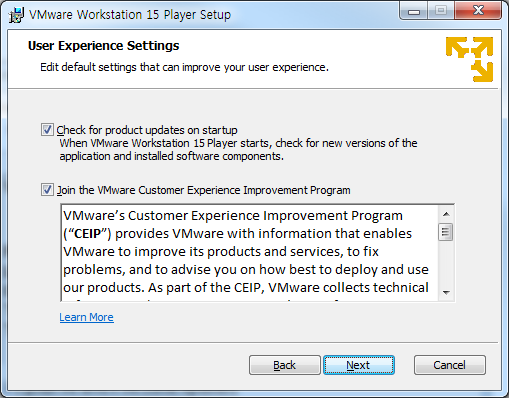 VMware Workstation 15 Player Setup
User Experience Settings
Edit default settings that can improve your user experience.
Check for product updates on startup
When VMware Workstation 15 Player starts, check for new versions of the
application and installed software components.
Join the VMware Customer Experience Improvement Program
VMware's Customer Experience Improvement Program
("CEIP") provides VMware with information that enables
VMware to improve its products and services, to fix
problems, and to advise you on how best to deploy and use
our products. As part of the CEIP, VMware collects technical
Learn More
Back
Next
Cancel